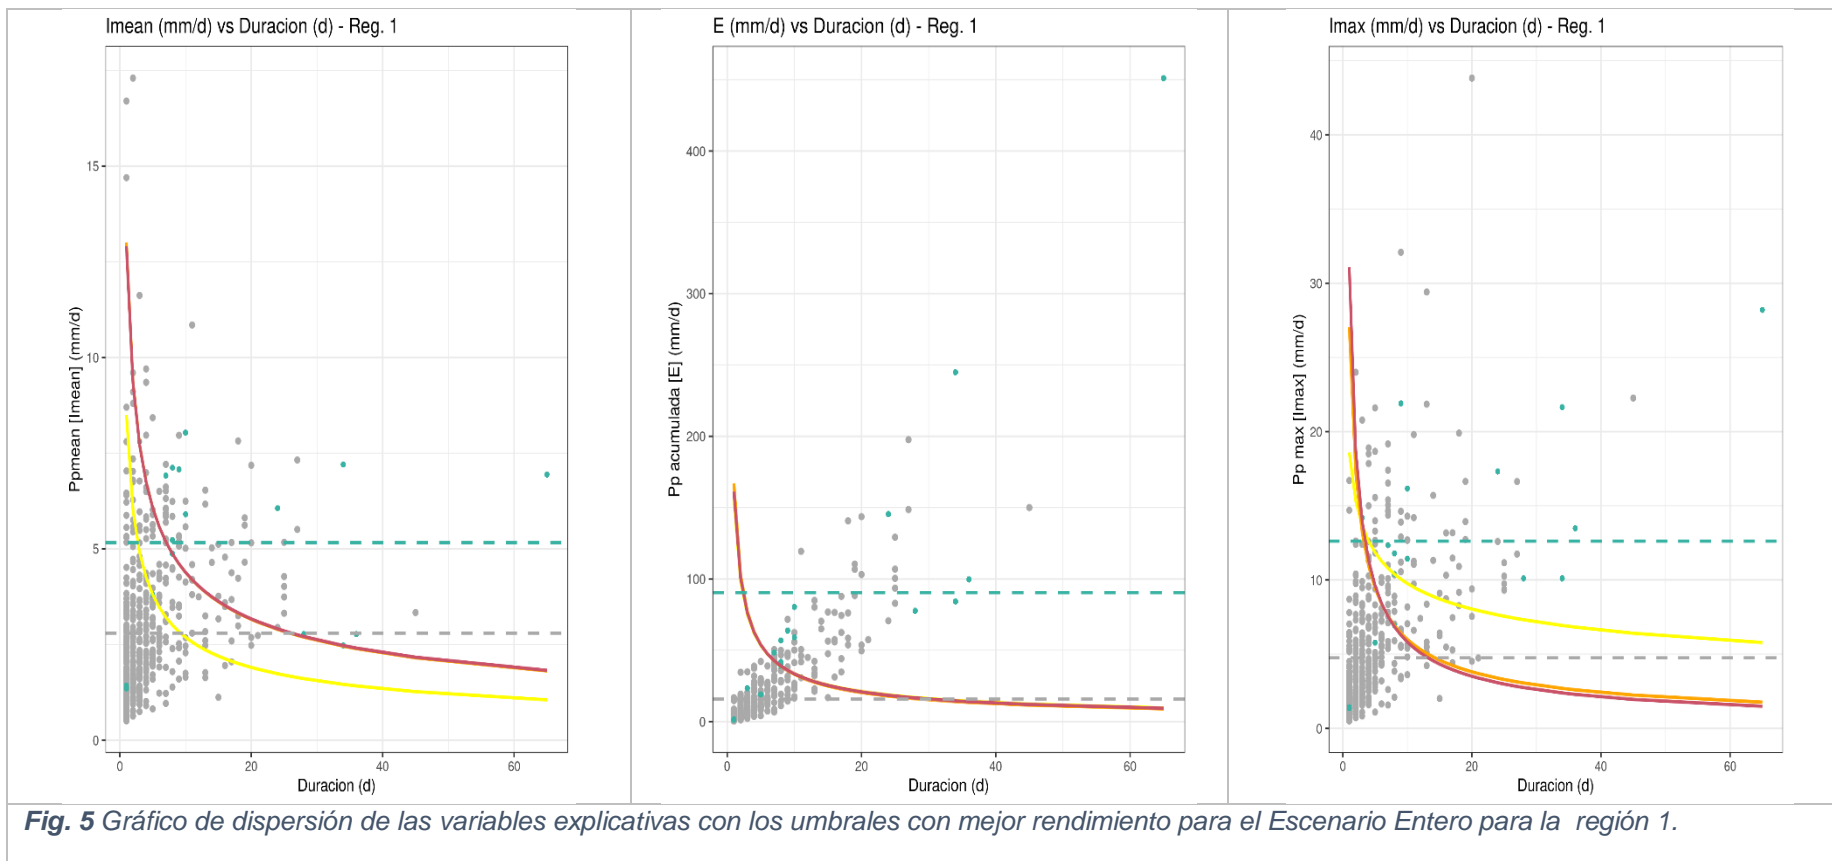 Imean (mm/d) vs Duracion (d) - Reg. 1
Ppmean [Imean] (mm/d)
15
10
5
0
0 20 40 60
Duracion (d)
E (mm/d) vs Duracion (d) - Reg. 1
Pp acumulada [E] (mm/d)
400
300
200
100
0
0 20 40 60
Duracion (d)
Imax (mm/d) vs Duracion (d) - Reg. 1
Pp max [Imax] (mm/d)
40
30
20
10
0
0 20 40 60
Duracion (d)
Fig. 5 Gráfico de dispersión de las variables explicativas con los umbrales con mejor rendimiento para el Escenario Entero para la región 1.